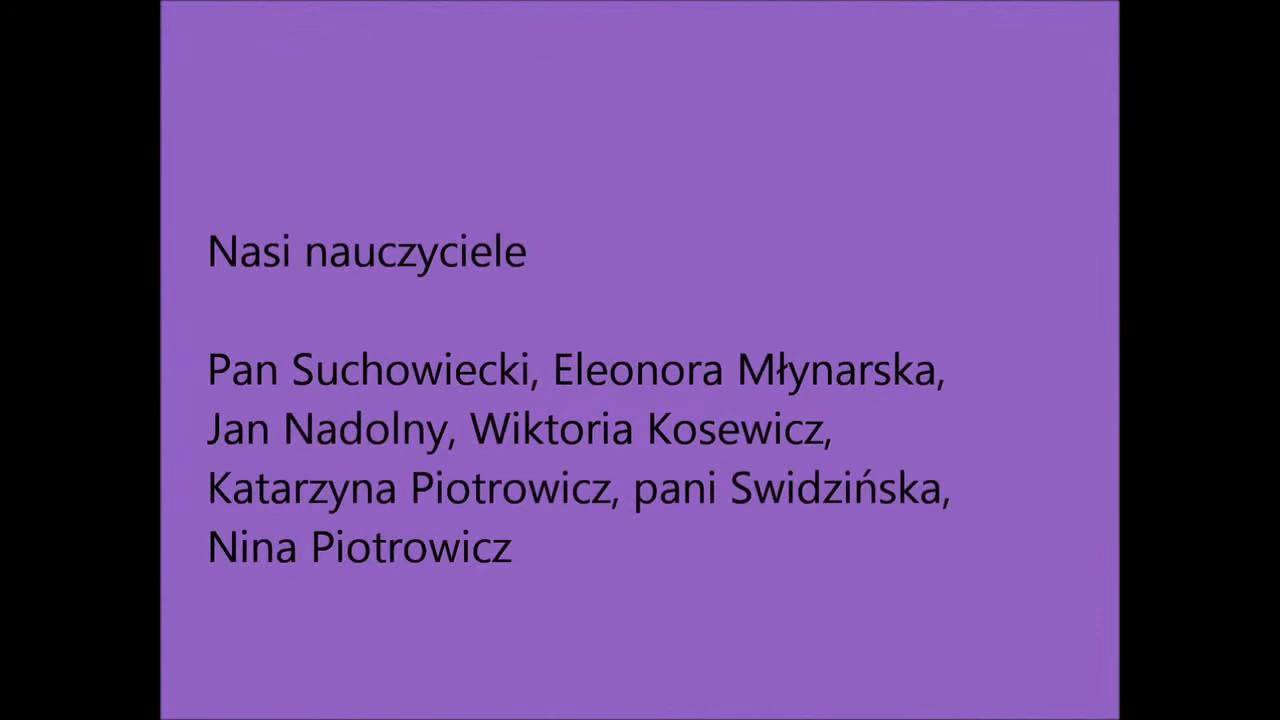 Nasi nauczyciele
Pan Suchowiecki, Eleonora Młynarska,
Jan Nadolny, Wiktoria Kosewicz,
Katarzyna Piotrowicz, pani Swidzińska,
Nina Piotrowicz